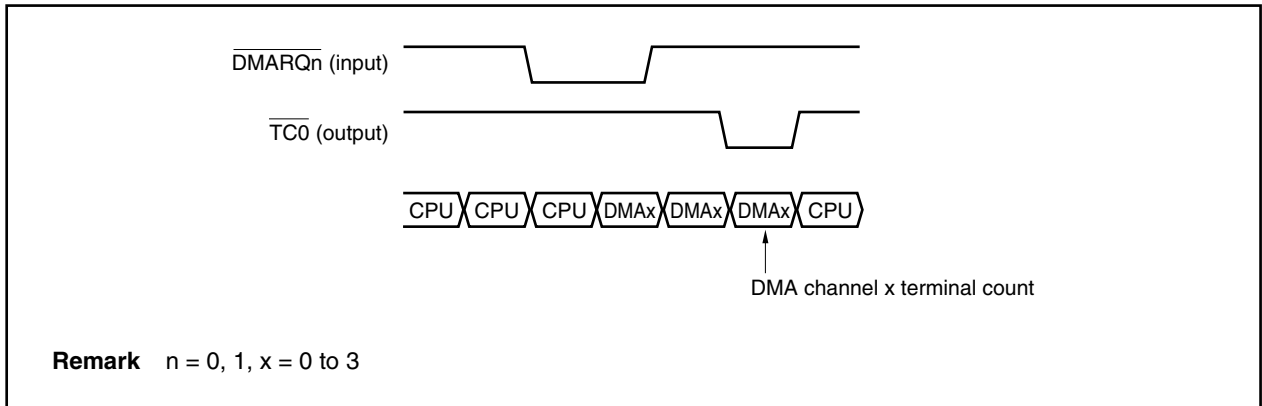 DMARQn (input)
TC0 (output)
CPU CPU CPU DMAx DMAx DMAx CPU
DMA channel x terminal count
Remark n = 0, 1, x = 0 to 3